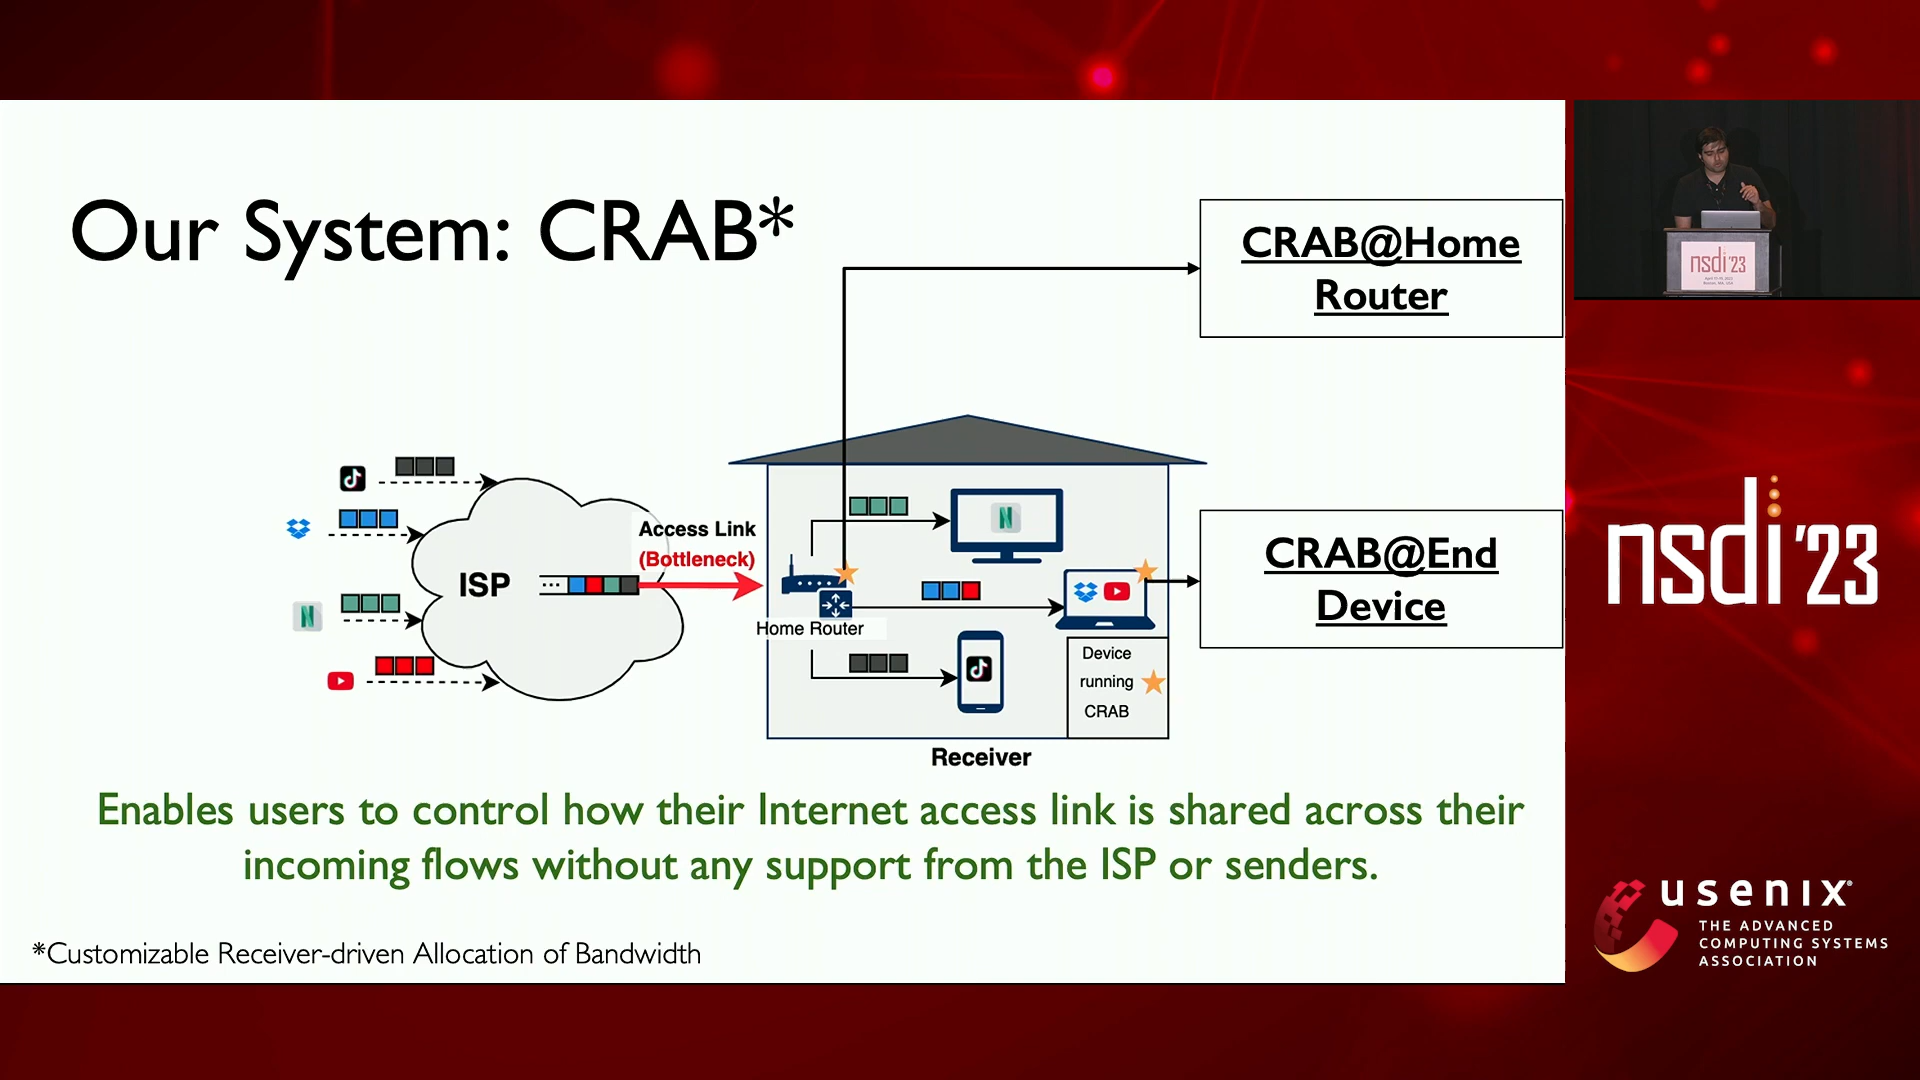 Our System: CRAB*
CRAB@Home
Router
Access Link
(Bottleneck)
ISP
Home Router
CRAB@End
Device
Device
running
CRAB
Receiver
Enables users to control how their Internet access link is shared across their
incoming flows without any support from the ISP or senders.
*Customizable Receiver-driven Allocation of Bandwidth
nsdi '23
nsdi '23
usenix
THE ADVANCED
COMPUTING SYSTEMS
ASSOCIATION